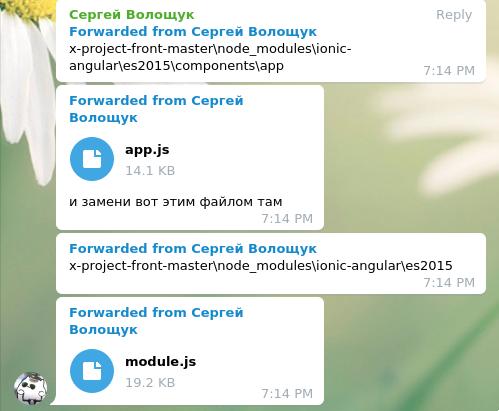 Сергей Волощук
Reply
Forwarded from Сергей Волощук
x-project-front-master\node_modules\ionic-
angular\es2015\components\app
7:14 PM
Forwarded from Сергей
Волощук
app.js
14.1 KB
и замени вот этим файлом там
7:14 PM
Forwarded from Сергей Волощук
x-project-front-master\node_modules\ionic-angular\es2015
7:14 PM
Forwarded from Сергей
Волощук
module.js
19.2 KB
7:14 PM